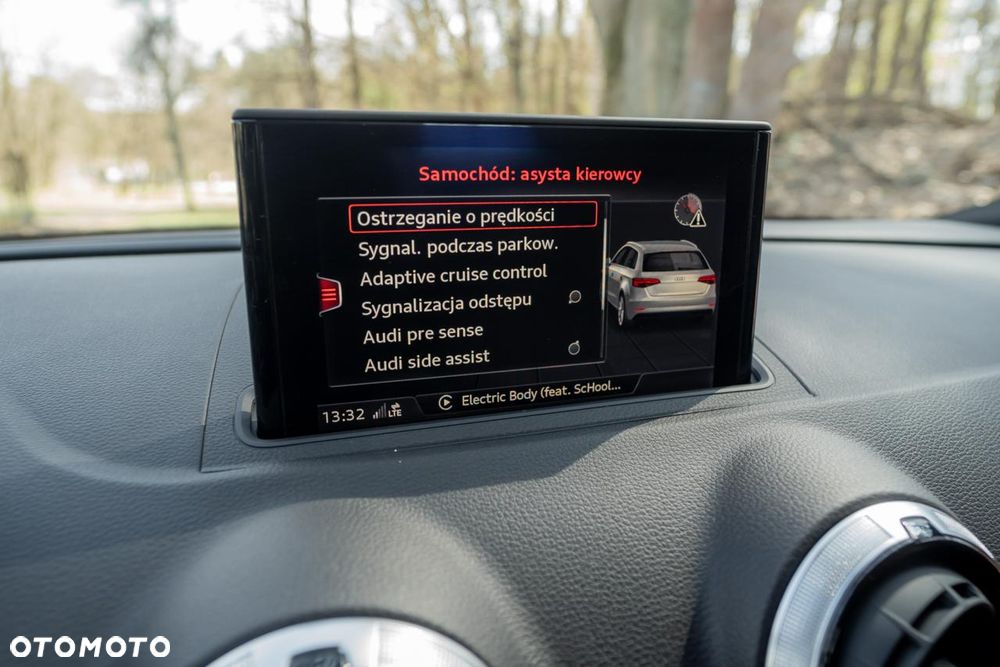 Samochód: asysta kierowcy
Ostrzeganie o prędkości
Sygnal. podczas parkow.
Adaptive cruise control
Sygnalizacja odstępu
Audi pre sense
Audi side assist
13:32 LTE
Electric Body (feat. ScHool...
OTOMOTO